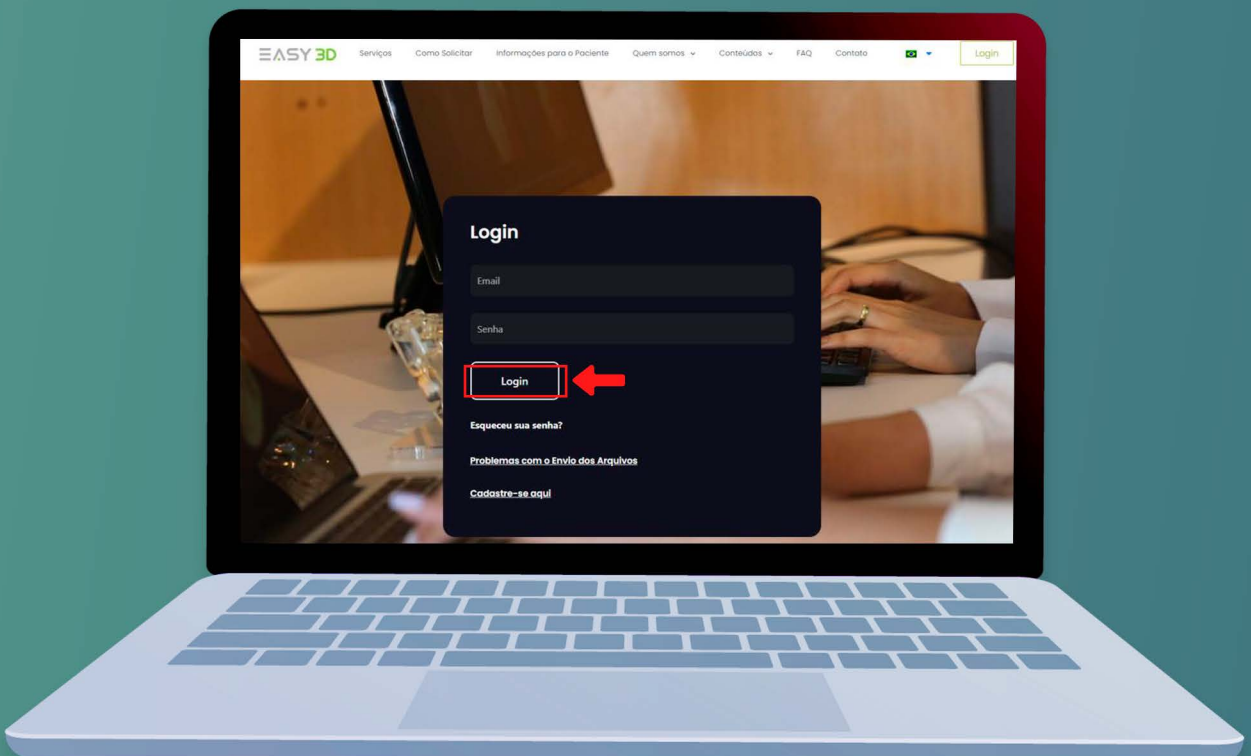 EASY 3D Serviços Como Solicitar Informações para o Paciente Quem somos Conteúdos FAQ Contato Login
Login
Email
Senha
Login
Esqueceu sua senha?
Problemas com o Envio dos Arquivos
Cadastre-se aqui